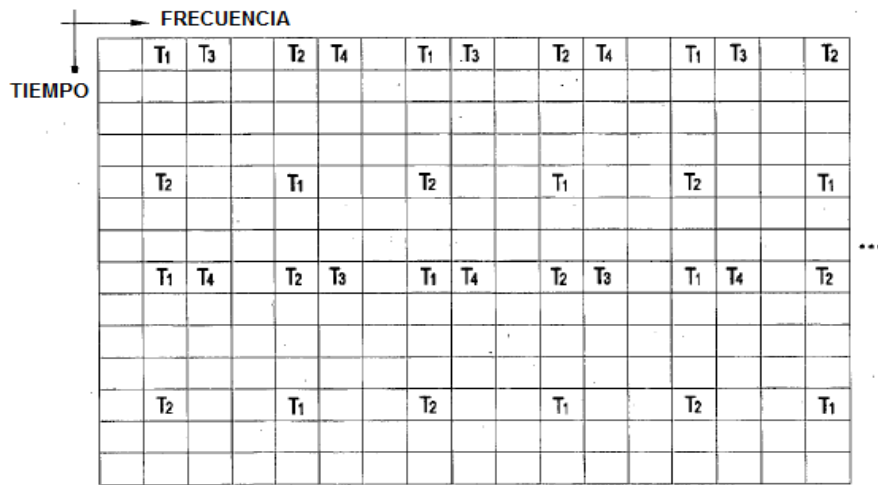 FRECUENCIA
T1 T3 T2 T4 T1 T3 T2 T4 T1 T3 T2
TIEMPO
T2 T1 T2 T1 T2 T1
...
T1 T4 T2 T3 T1 T4 T2 T3 T1 T4 T2
T2 T1 T2 T1 T2 T1